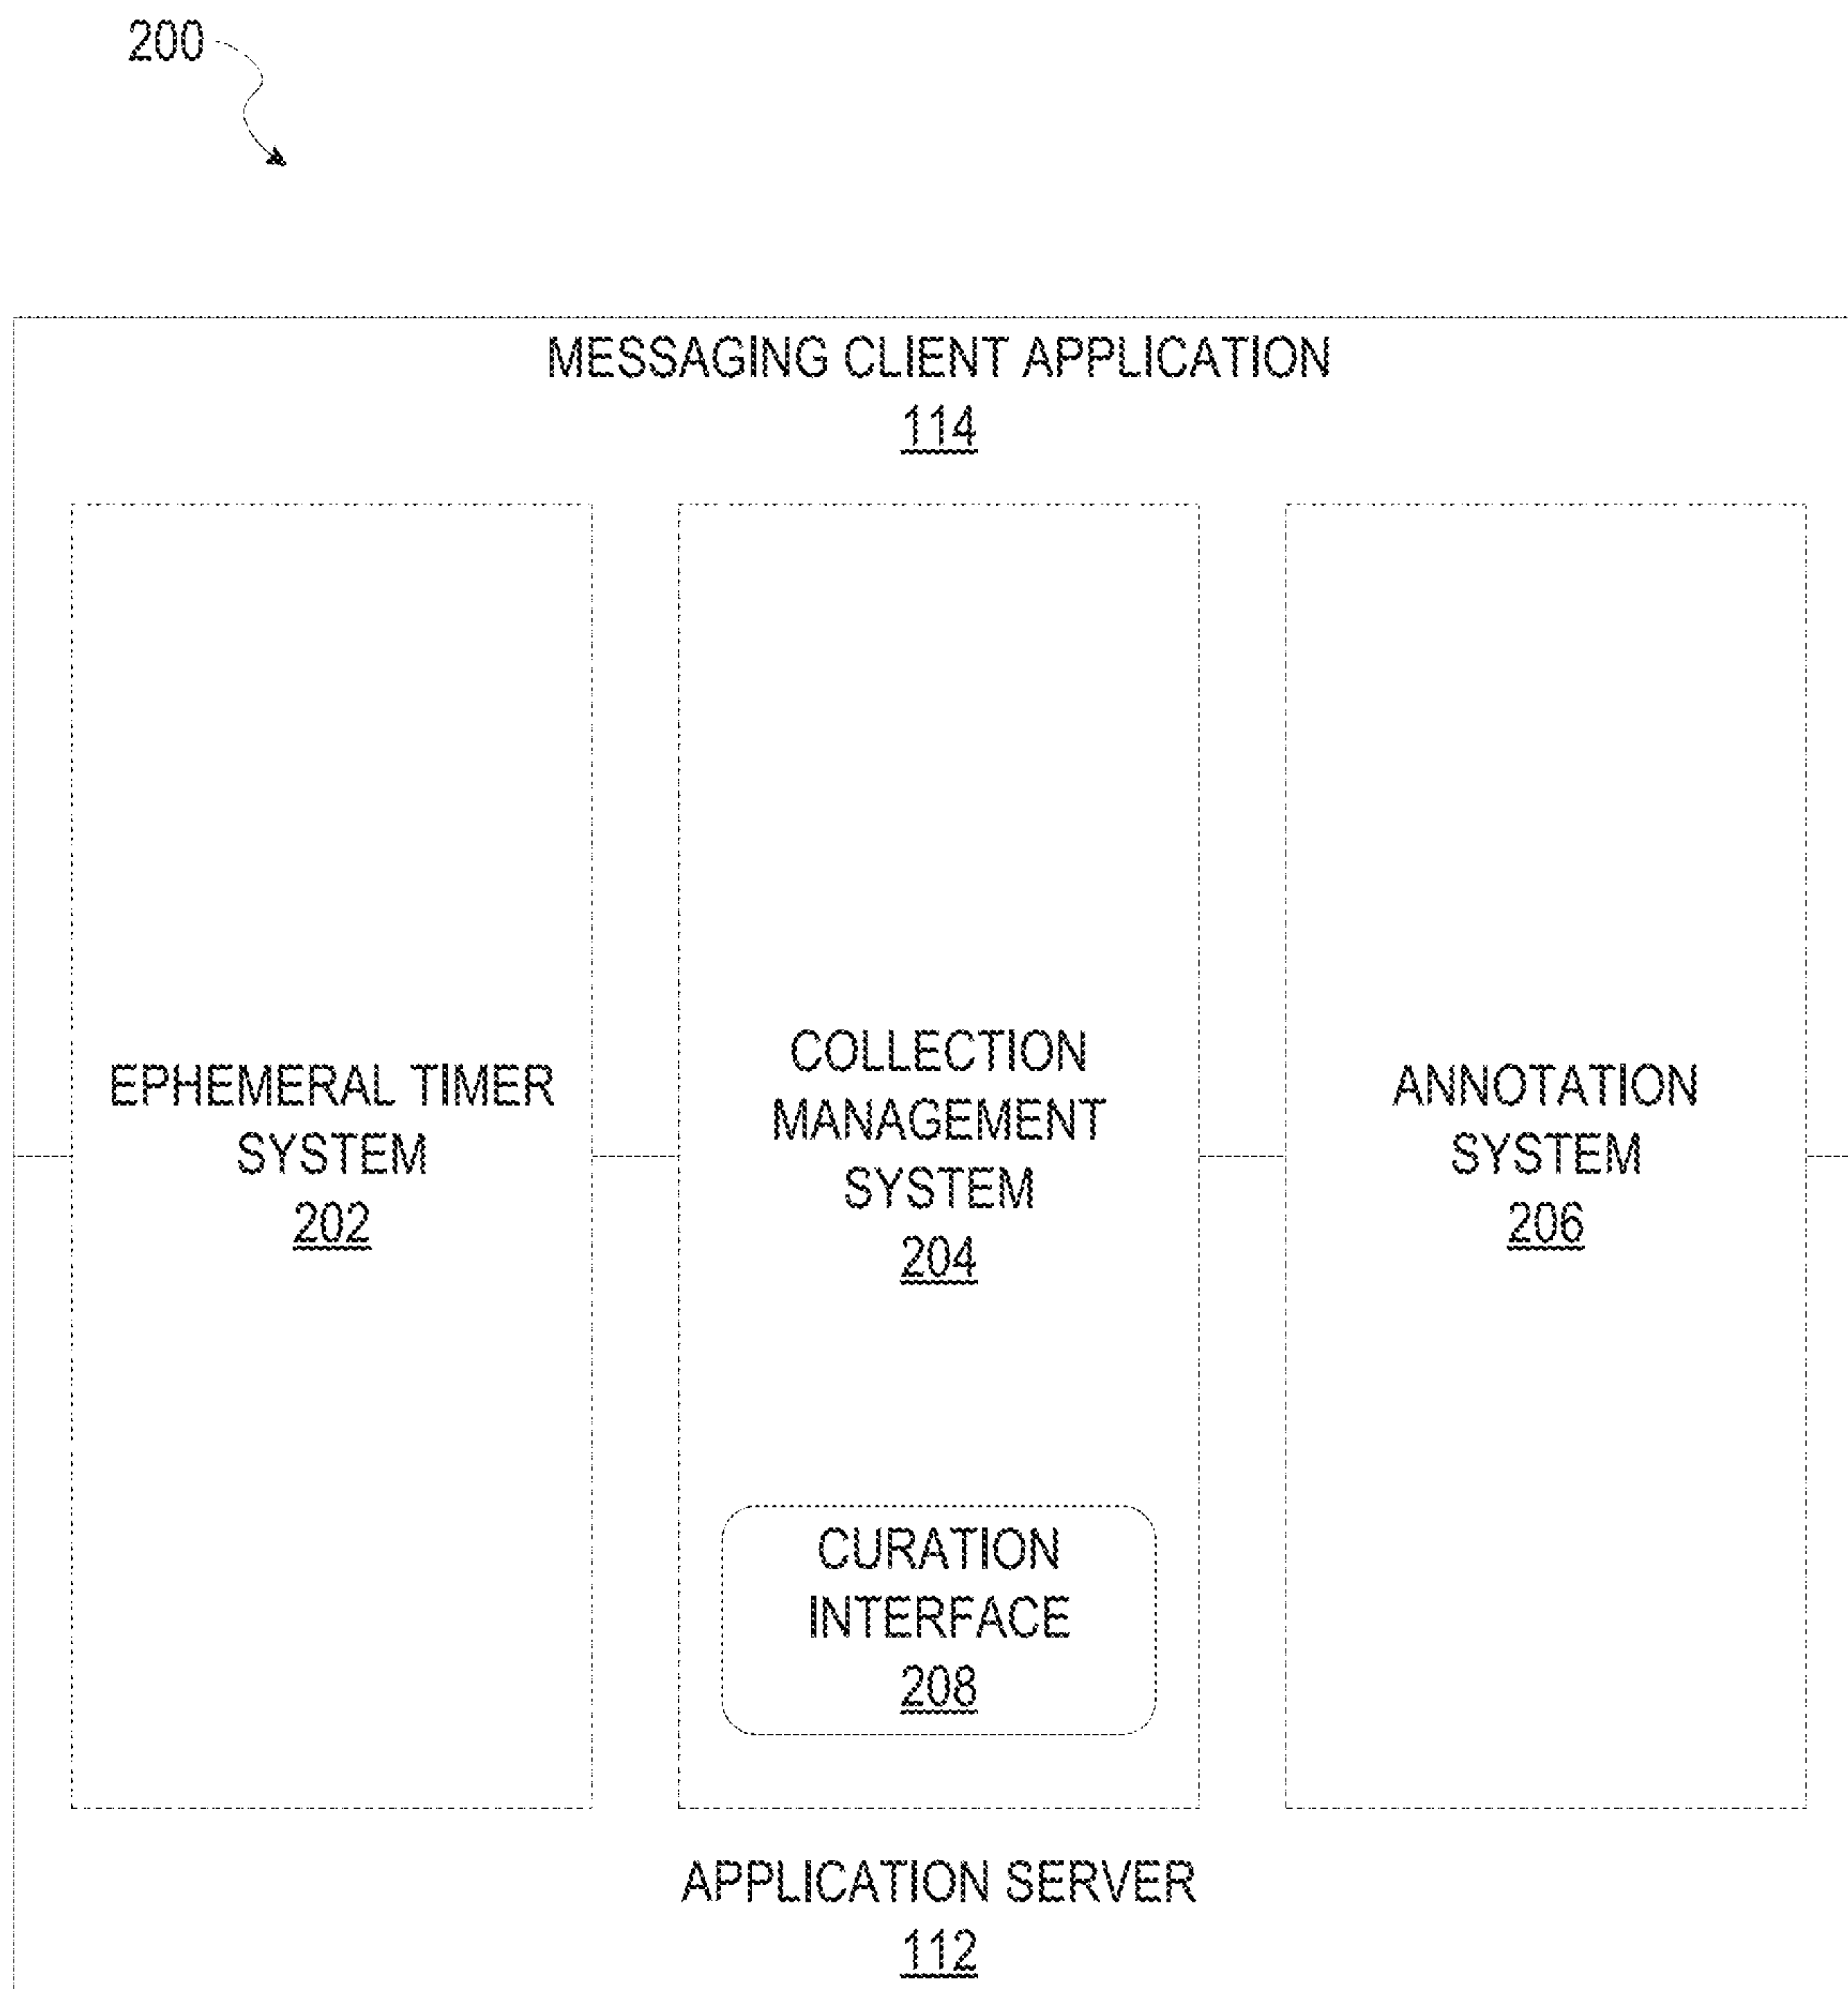 200
MESSAGING CLIENT APPLICATION
114
EPHEMERAL TIMER
SYSTEM
202
COLLECTION
MANAGEMENT
SYSTEM
204
ANNOTATION
SYSTEM
206
CURATION
INTERFACE
208
APPLICATION SERVER
112